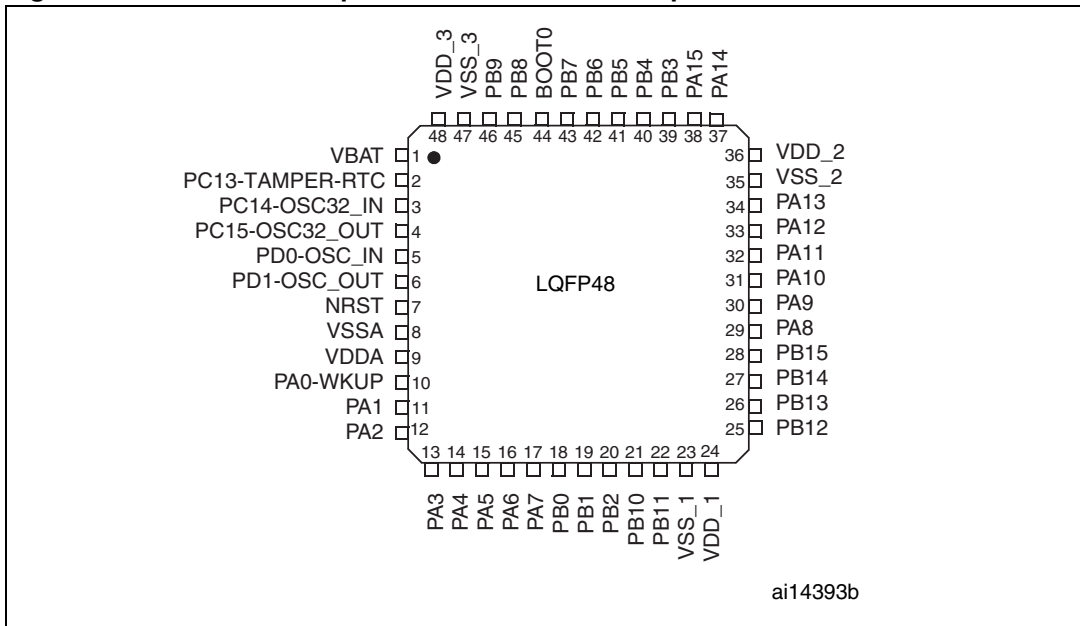 VDD_3
VSS_3
PB9
PB8
BOOT0
PB7
PB6
PB5
PB4
PB3
PA15
PA14
48 47 46 45 44 43 42 41 40 39 38 37
VBAT 1
PC13-TAMPER-RTC 2
PC14-OSC32_IN 3
PC15-OSC32_OUT 4
PD0-OSC_IN 5
PD1-OSC_OUT 6
NRST 7
VSSA 8
VDDA 9
PA0-WKUP 10
PA1 11
PA2 12
LQFP48
36 VDD_2
35 VSS_2
34 PA13
33 PA12
32 PA11
31 PA10
30 PA9
29 PA8
28 PB15
27 PB14
26 PB13
25 PB12
13 14 15 16 17 18 19 20 21 22 23 24
PA3
PA4
PA5
PA6
PA7
PB0
PB1
PB2
PB10
PB11
VSS_1
VDD_1
ai14393b